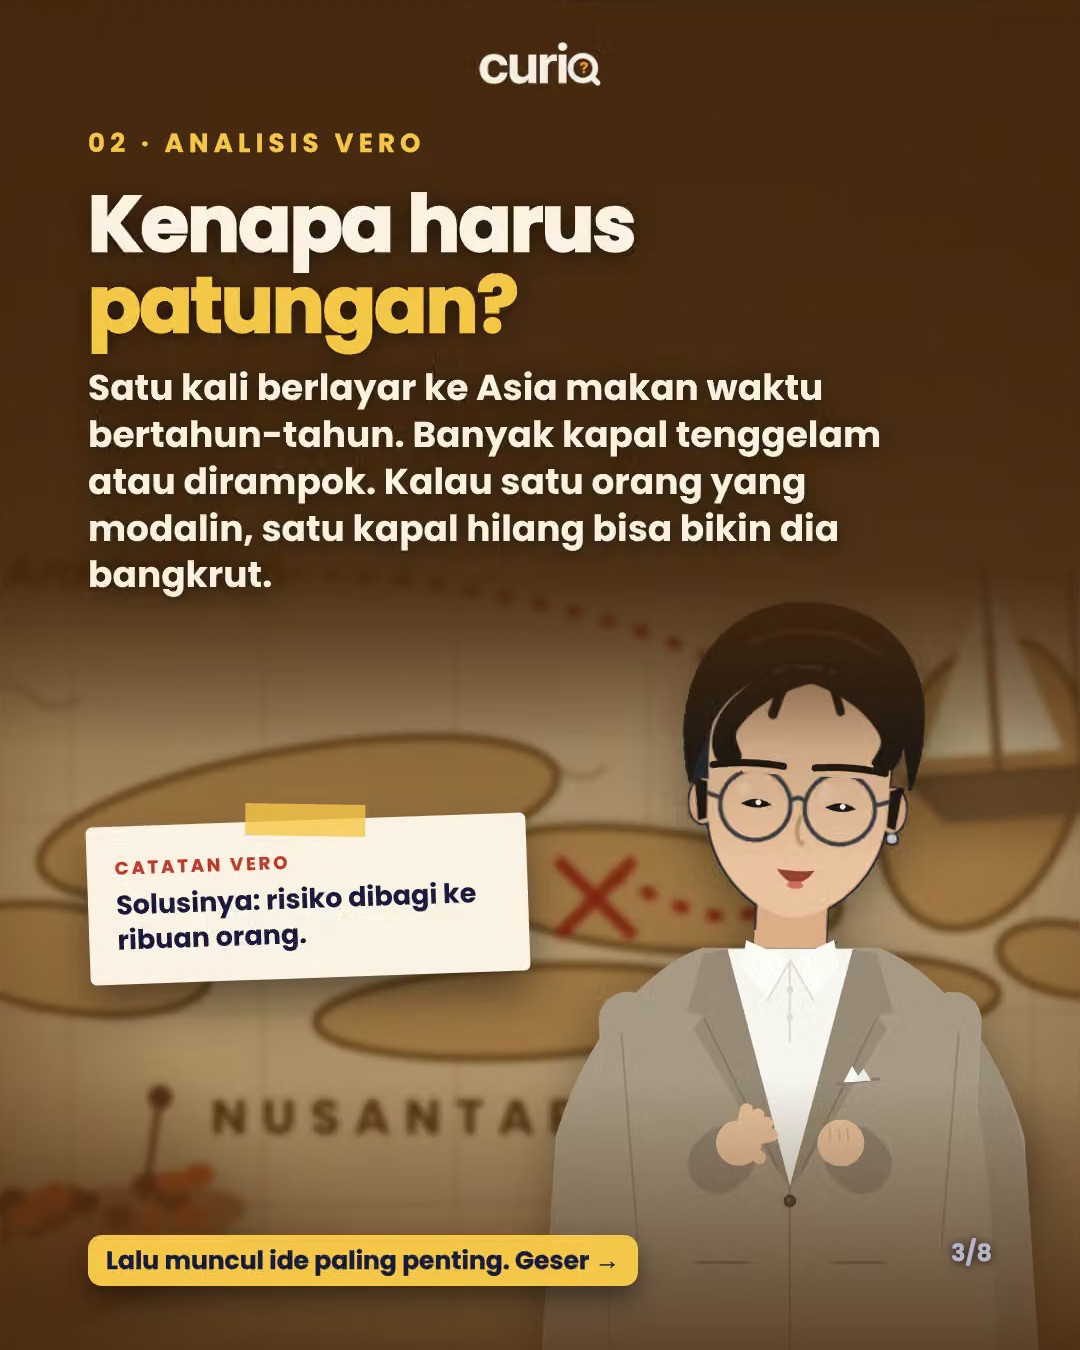 curio
02 · ANALISIS VERO
Kenapa harus
patungan?
Satu kali berlayar ke Asia makan waktu
bertahun-tahun. Banyak kapal tenggelam
atau dirampok. Kalau satu orang yang
modalin, satu kapal hilang bisa bikin dia
bangkrut.
CATATAN VERO
Solusinya: risiko dibagi ke
ribuan orang.
Lalu muncul ide paling penting. Geser →
3/8